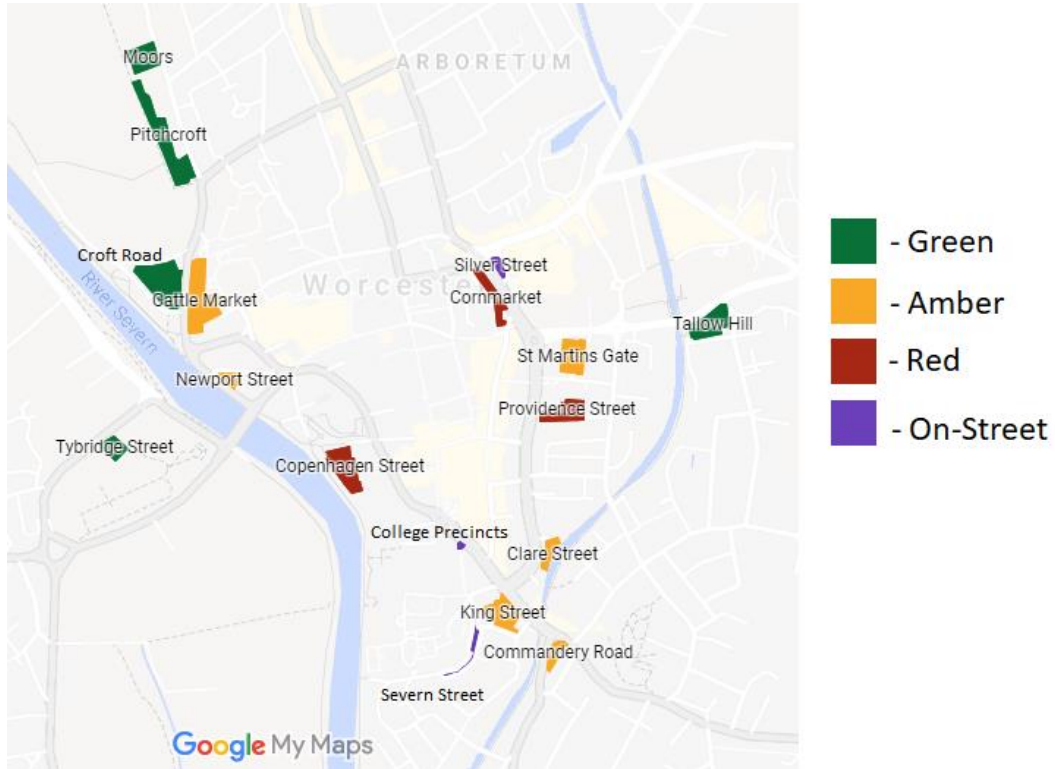 Moors
ARBORETUM
Pitchcroft
Croft Road
Silver Street
Worcester
Cattle Market
Cornmarket
River Severn
Tallow Hill
St Martins Gate
Newport Street
Providence Street
Tybridge Street
Copenhagen Street
College Precincts
Clare Street
King Street
Commandery Road
Severn Street
Google My Maps
- Green
- Amber
- Red
- On-Street